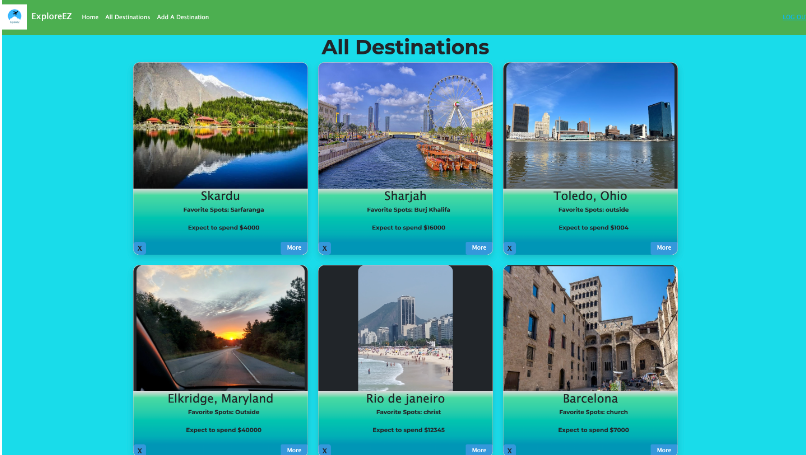 ExploreEZ Home All Destinations Add A Destination
All Destinations
Skardu
Favorite Spots: Sarfaranga
Expect to spend $4000
X More
Sharjah
Favorite Spots: Burj Khalifa
Expect to spend $16000
X More
Toledo, Ohio
Favorite Spots: outside
Expect to spend $1004
X More
Elkridge, Maryland
Favorite Spots: Outside
Expect to spend $40000
X More
Rio de janeiro
Favorite Spots: christ
Expect to spend $12345
X More
Barcelona
Favorite Spots: church
Expect to spend $7000
X More